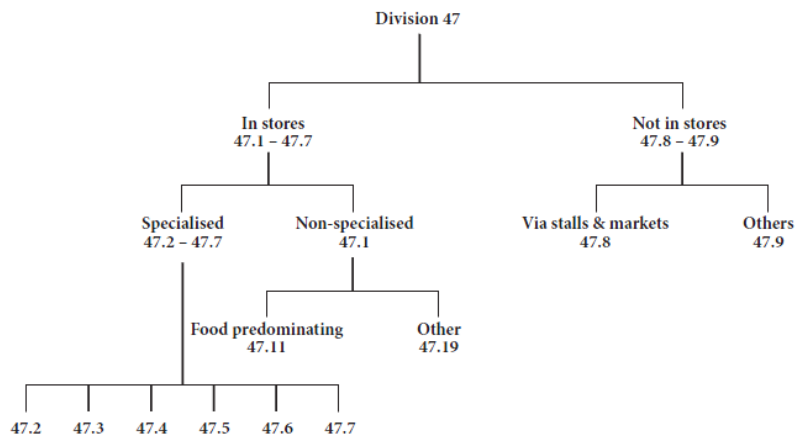 Division 47
In stores
47.1 – 47.7
Not in stores
47.8 – 47.9
Specialised
47.2 – 47.7
Non-specialised
47.1
Via stalls & markets
47.8
Others
47.9
Food predominating
47.11
Other
47.19
47.2 47.3 47.4 47.5 47.6 47.7